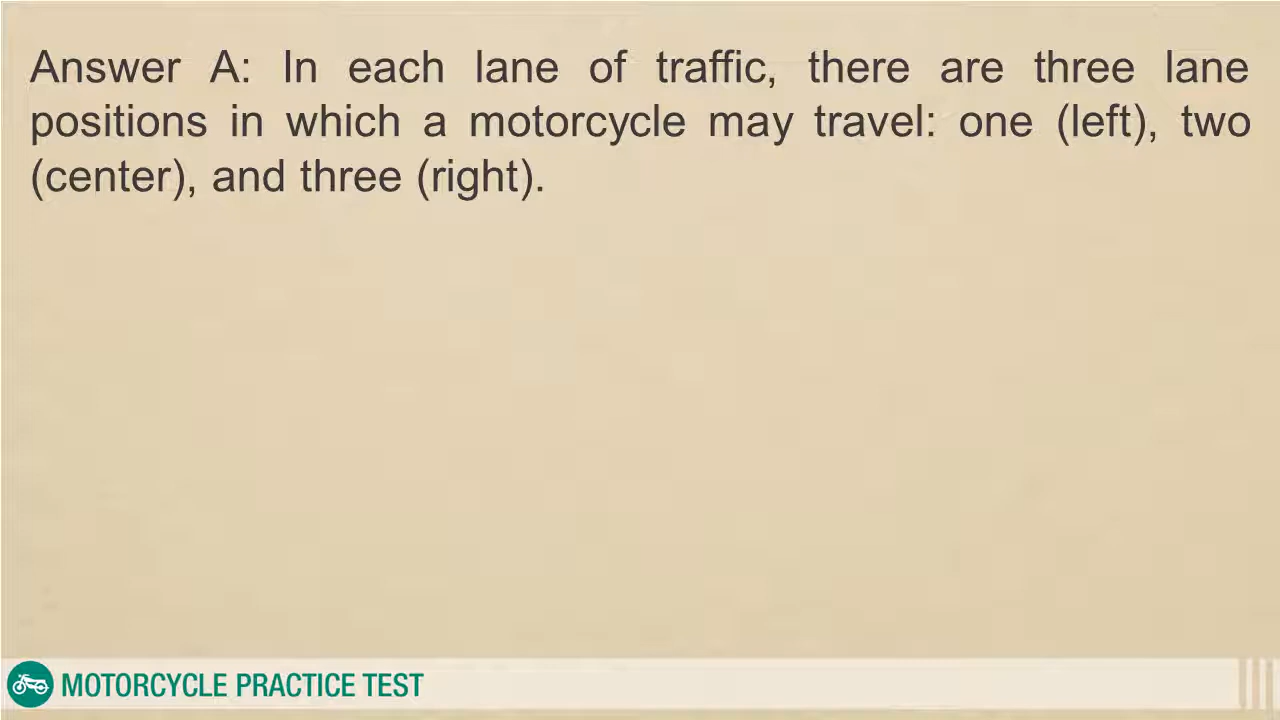 Answer A: In each lane of traffic, there are three lane
positions in which a motorcycle may travel: one (left), two
(center), and three (right).
MOTORCYCLE PRACTICE TEST